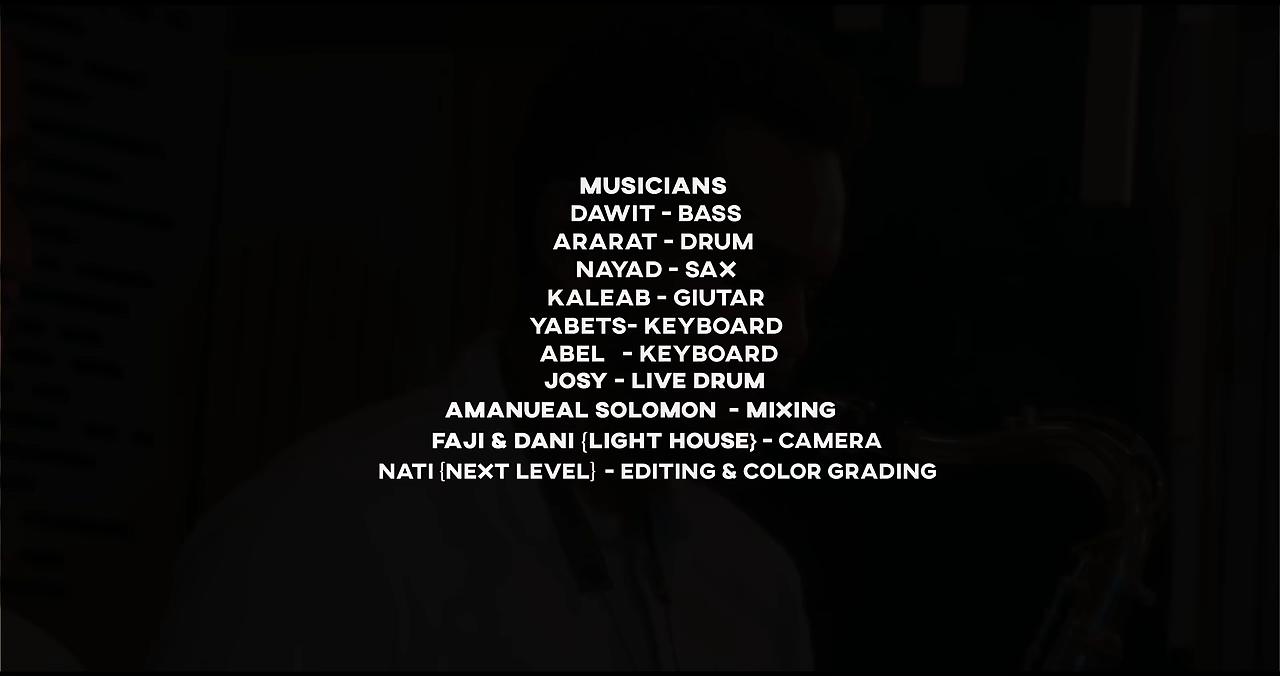 MUSICIANS
DAWIT - BASS
ARARAT - DRUM
NAYAD - SAX
KALEAB - GIUTAR
YABETS- KEYBOARD
ABEL - KEYBOARD
JOSY - LIVE DRUM
AMANUEAL SOLOMON - MIXING
FAJI & DANI {LIGHT HOUSE} - CAMERA
NATI {NEXT LEVEL} - EDITING & COLOR GRADING